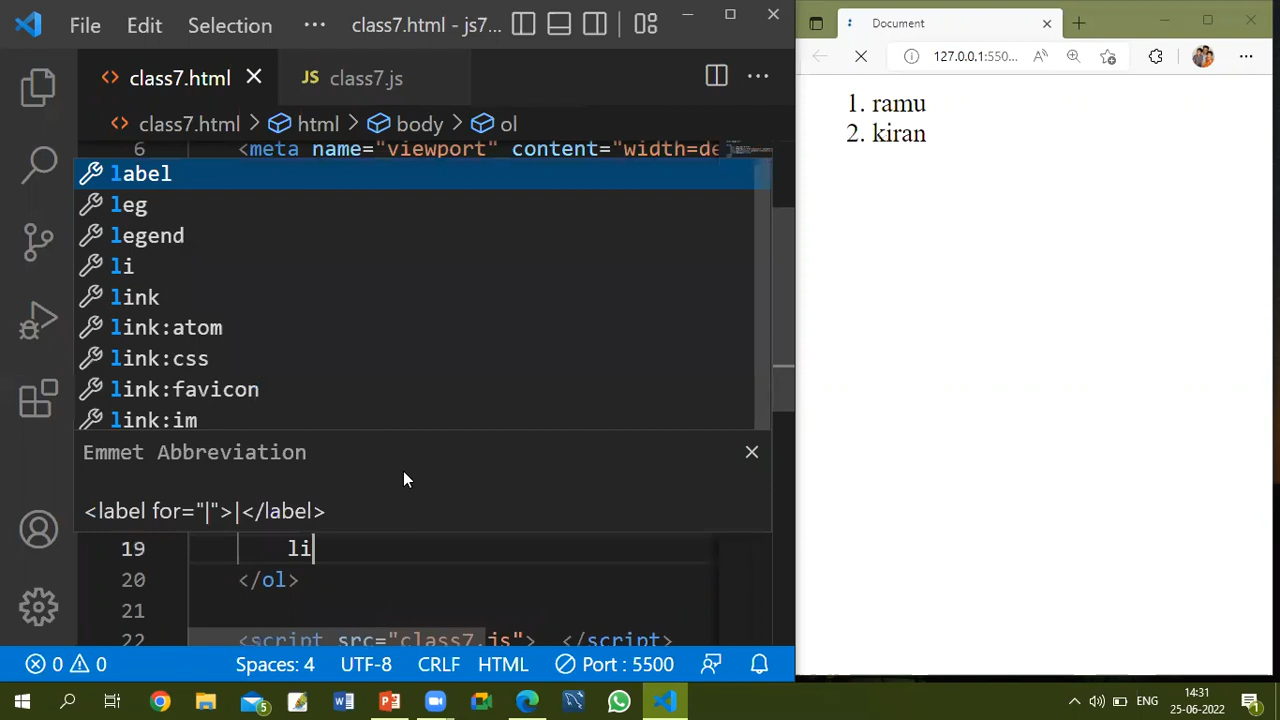 File Edit Selection ··· class7.html - js7...
Document
class7.html
JS class7.js
127.0.0.1:550...
class7.html > html > body > ol
6 <meta name="viewport" content="width=de
1. ramu
2. kiran
label
leg
legend
li
link
link:atom
link:css
link:favicon
link:im
Emmet Abbreviation
<label for="|">|</label>
19 li
20 </ol>
21
22 <script src="class7.js"> </script>
0 0 Spaces: 4 UTF-8 CRLF HTML Port : 5500
5
ENG
14:31
25-06-2022
1